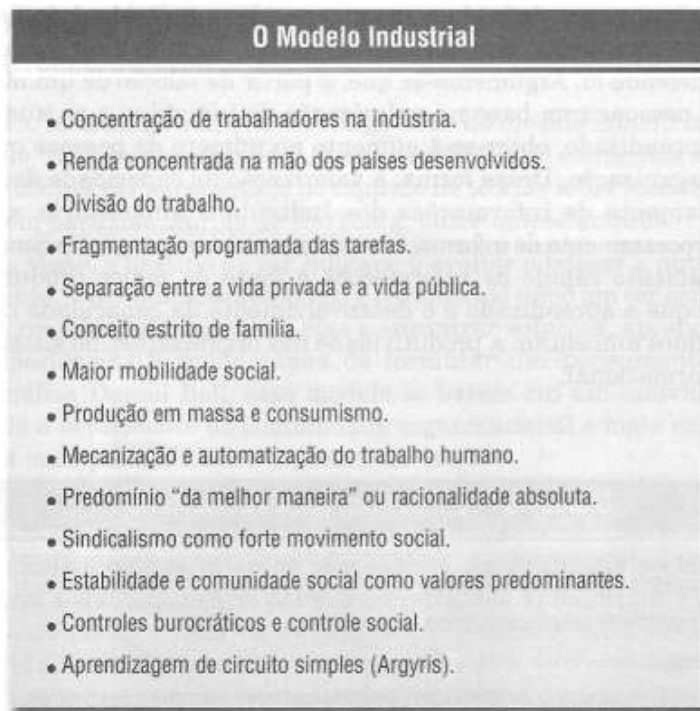 O Modelo Industrial
• Concentração de trabalhadores na indústria.
• Renda concentrada na mão dos países desenvolvidos.
• Divisão do trabalho.
• Fragmentação programada das tarefas.
• Separação entre a vida privada e a vida pública.
• Conceito estrito de família.
• Maior mobilidade social.
• Produção em massa e consumismo.
• Mecanização e automatização do trabalho humano.
• Predomínio “da melhor maneira” ou racionalidade absoluta.
• Sindicalismo como forte movimento social.
• Estabilidade e comunidade social como valores predominantes.
• Controles burocráticos e controle social.
• Aprendizagem de circuito simples (Argyris).